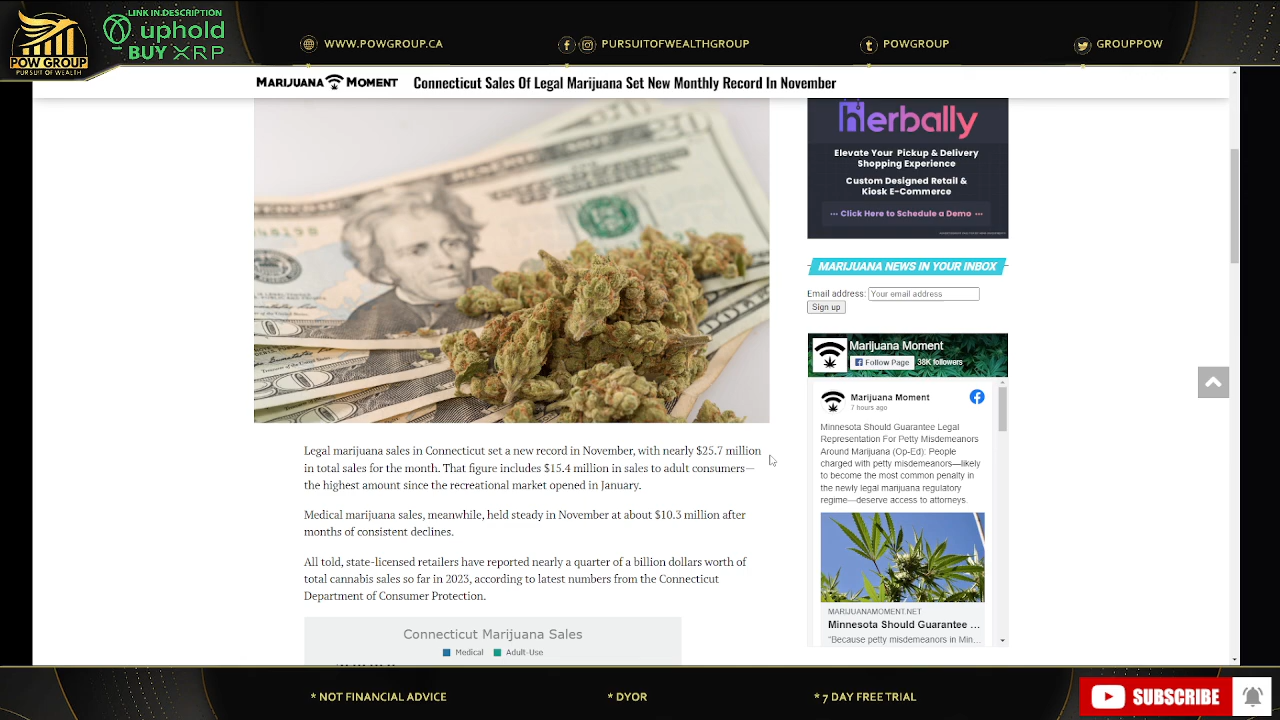 LINK IN DESCRIPTION
uphold
BUY XRP
POW GROUP
PURSUIT OF WEALTH
WWW.POWGROUP.CA
PURSUITOFWEALTHGROUP
POWGROUP
GROUPPOW
MARIJUANA MOMENT
Connecticut Sales Of Legal Marijuana Set New Monthly Record In November
herbally
Elevate Your Pickup & Delivery
Shopping Experience
Custom Designed Retail &
Kiosk E-Commerce
••• Click Here to Schedule a Demo •••
MARIJUANA NEWS IN YOUR INBOX
Email address: Your email address
Sign up
Marijuana Moment
Follow Page 38K followers
Marijuana Moment
7 hours ago
Minnesota Should Guarantee Legal
Representation For Petty Misdemeanors
Around Marijuana (Op-Ed): People
charged with petty misdemeanors—likely
to become the most common penalty in
the newly legal marijuana regulatory
regime—deserve access to attorneys.
MARIJUANAMOMENT.NET
Minnesota Should Guarantee ...
"Because petty misdemeanors in Min...
Legal marijuana sales in Connecticut set a new record in November, with nearly $25.7 million
in total sales for the month. That figure includes $15.4 million in sales to adult consumers—
the highest amount since the recreational market opened in January.
Medical marijuana sales, meanwhile, held steady in November at about $10.3 million after
months of consistent declines.
All told, state-licensed retailers have reported nearly a quarter of a billion dollars worth of
total cannabis sales so far in 2023, according to latest numbers from the Connecticut
Department of Consumer Protection.
Connecticut Marijuana Sales
Medical Adult-Use
* NOT FINANCIAL ADVICE
* DYOR
* 7 DAY FREE TRIAL
SUBSCRIBE